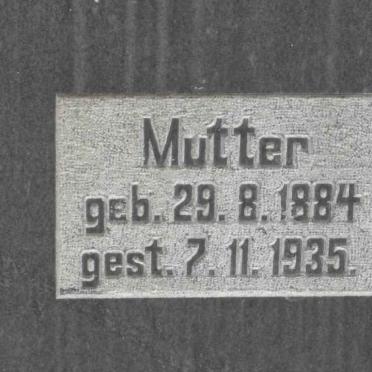 Mutter
geb. 29. 8. 1884
gest. 7. 11. 1935.